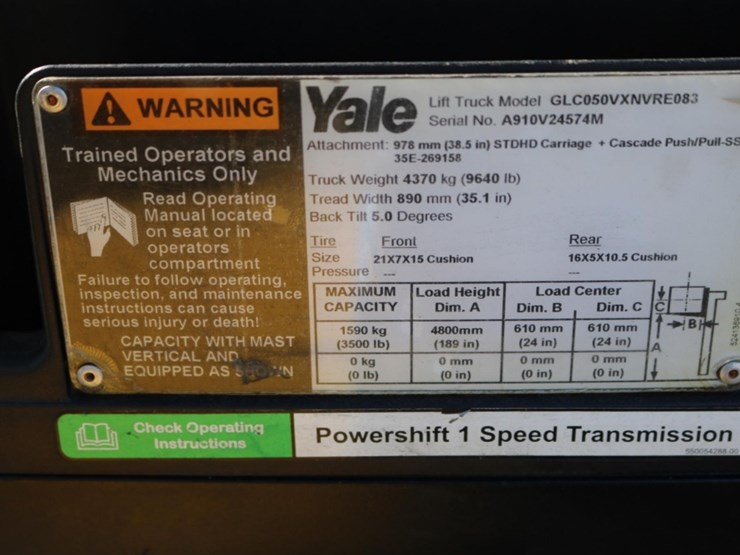 WARNING
Trained Operators and
Mechanics Only
Read Operating
Manual located
on seat or in
operators
compartment
Failure to follow operating,
inspection, and maintenance
instructions can cause
serious injury or death!
CAPACITY WITH MAST
VERTICAL AND
EQUIPPED AS SHOWN
Yale
Lift Truck Model GLC050VXNVRE083
Serial No. A910V24574M
Attachment: 978 mm (38.5 in) STDHD Carriage + Cascade Push/Pull-SS
35E-269158
Truck Weight 4370 kg (9640 lb)
Tread Width 890 mm (35.1 in)
Back Tilt 5.0 Degrees
Tire Front Rear
Size 21X7X15 Cushion 16X5X10.5 Cushion
Pressure --- ---
MAXIMUM CAPACITY Load Height Dim. A Load Center Dim. B Dim. C
1590 kg 4800mm 610 mm 610 mm
(3500 lb) (189 in) (24 in) (24 in)
0 kg 0 mm 0 mm 0 mm
(0 lb) (0 in) (0 in) (0 in)
C
B
A
Check Operating
Instructions
Powershift 1 Speed Transmission
550054288.00